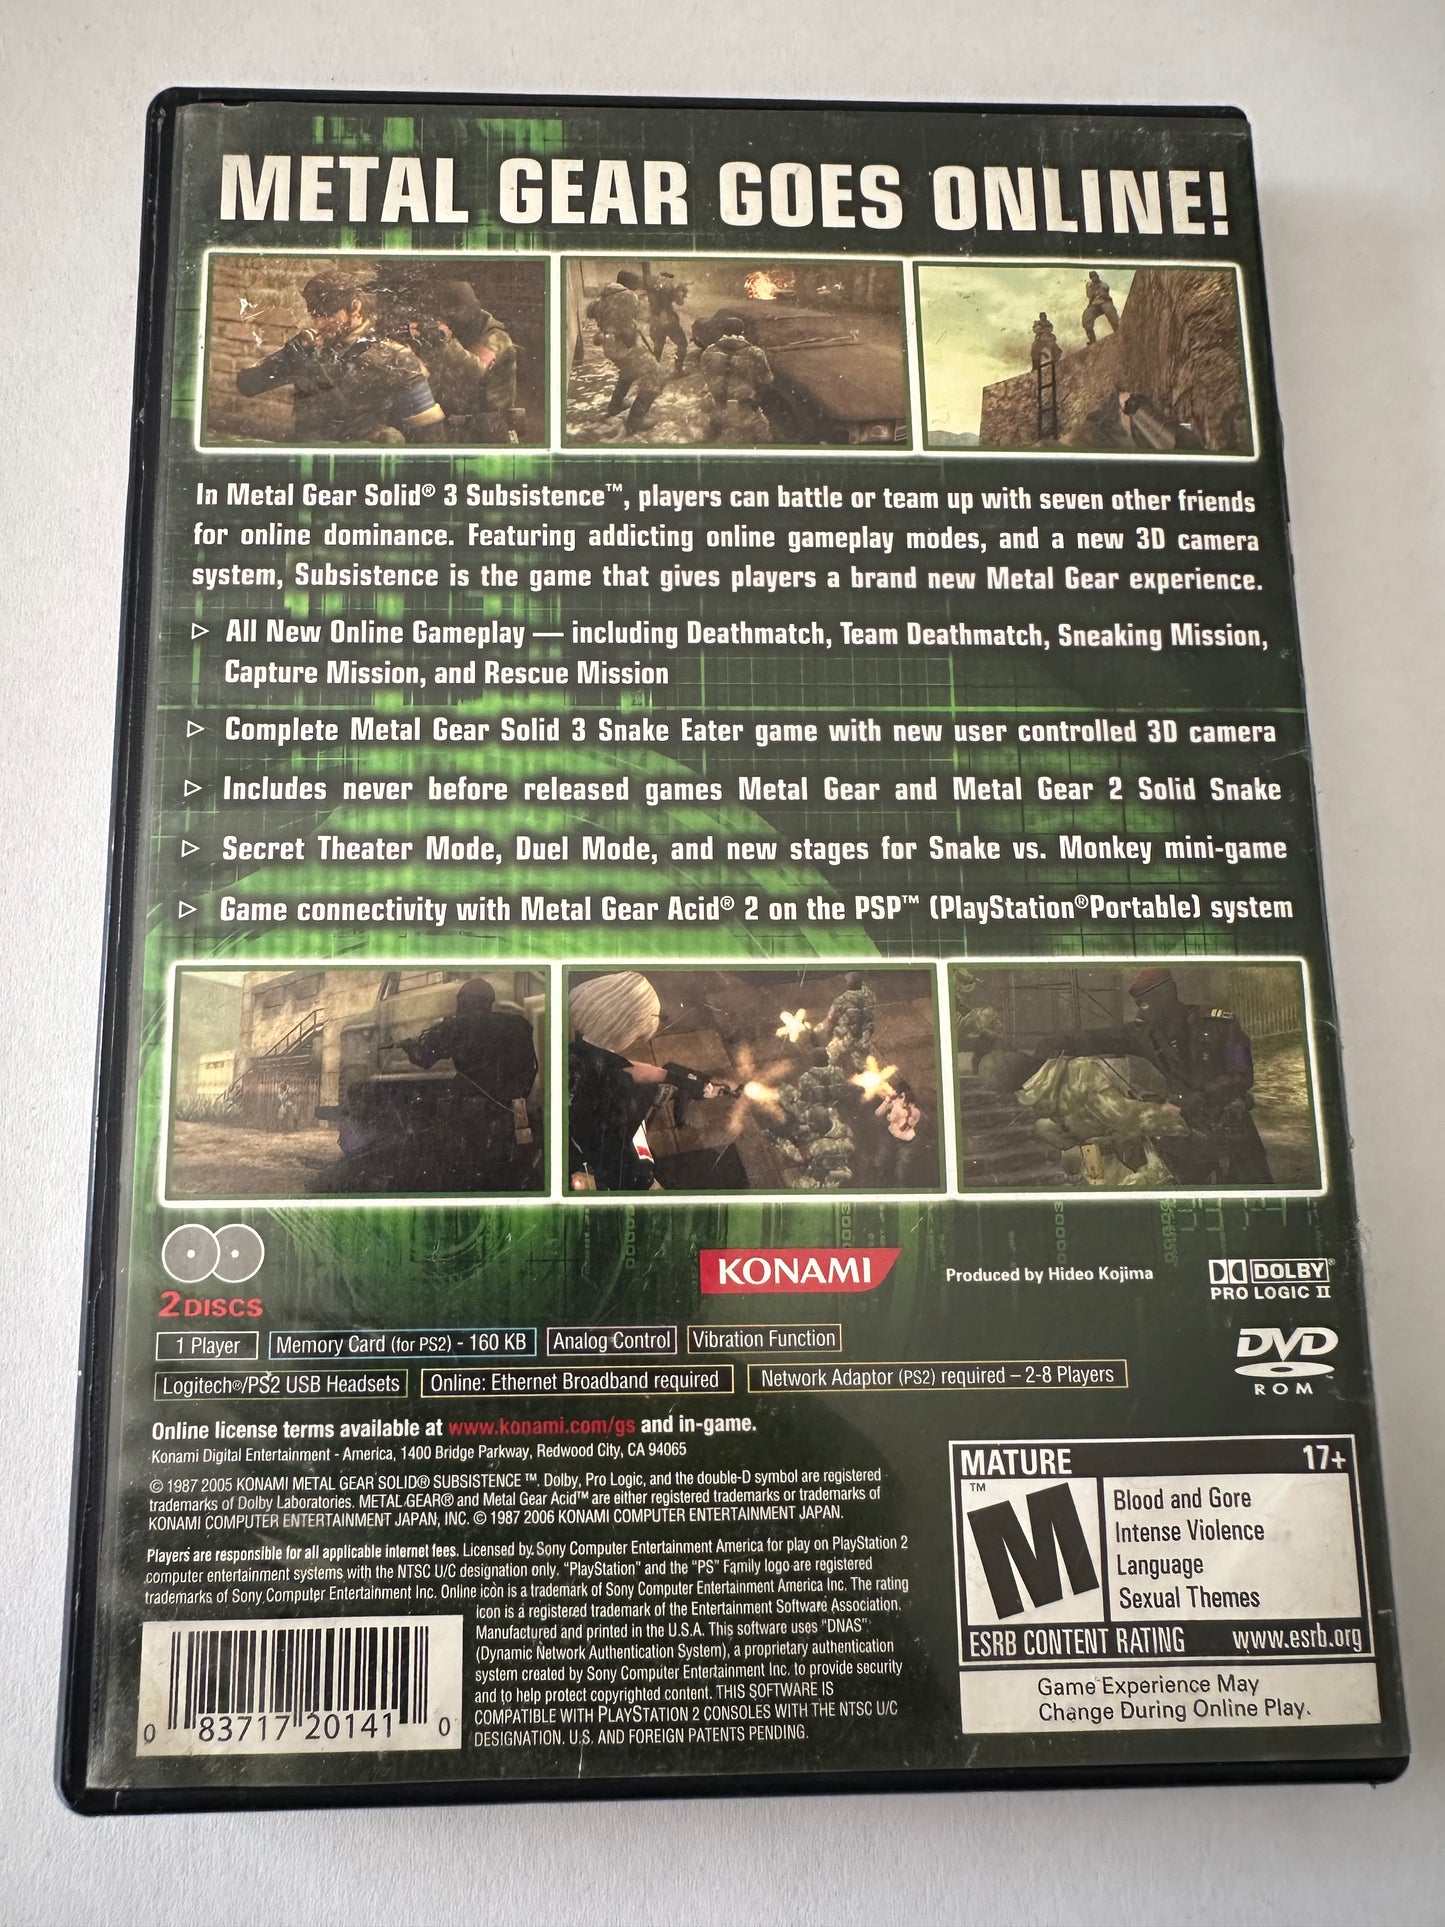 METAL GEAR GOES ONLINE!
In Metal Gear Solid® 3 Subsistence™, players can battle or team up with seven other friends
for online dominance. Featuring addicting online gameplay modes, and a new 3D camera
system, Subsistence is the game that gives players a brand new Metal Gear experience.
▷ All New Online Gameplay — including Deathmatch, Team Deathmatch, Sneaking Mission,
Capture Mission, and Rescue Mission
▷ Complete Metal Gear Solid 3 Snake Eater game with new user controlled 3D camera
▷ Includes never before released games Metal Gear and Metal Gear 2 Solid Snake
▷ Secret Theater Mode, Duel Mode, and new stages for Snake vs. Monkey mini-game
▷ Game connectivity with Metal Gear Acid® 2 on the PSP™ (PlayStation®Portable) system
2 DISCS
KONAMI
Produced by Hideo Kojima
DOLBY®
PRO LOGIC II
1 Player
Memory Card (for PS2) - 160 KB
Analog Control
Vibration Function
Logitech®/PS2 USB Headsets
Online: Ethernet Broadband required
Network Adaptor (PS2) required – 2-8 Players
DVD
ROM
Online license terms available at www.konami.com/gs and in-game.
Konami Digital Entertainment - America, 1400 Bridge Parkway, Redwood City, CA 94065
© 1987 2005 KONAMI METAL GEAR SOLID® SUBSISTENCE ™. Dolby, Pro Logic, and the double-D symbol are registered
trademarks of Dolby Laboratories. METAL GEAR® and Metal Gear Acid™ are either registered trademarks or trademarks of
KONAMI COMPUTER ENTERTAINMENT JAPAN, INC. © 1987 2006 KONAMI COMPUTER ENTERTAINMENT JAPAN.
Players are responsible for all applicable internet fees. Licensed by Sony Computer Entertainment America for play on PlayStation 2
computer entertainment systems with the NTSC U/C designation only. "PlayStation" and the "PS" Family logo are registered
trademarks of Sony Computer Entertainment Inc. Online icon is a trademark of Sony Computer Entertainment America Inc. The rating
icon is a registered trademark of the Entertainment Software Association.
Manufactured and printed in the U.S.A. This software uses "DNAS"
(Dynamic Network Authentication System), a proprietary authentication
system created by Sony Computer Entertainment Inc. to provide security
and to help protect copyrighted content. THIS SOFTWARE IS
COMPATIBLE WITH PLAYSTATION 2 CONSOLES WITH THE NTSC U/C
DESIGNATION. U.S. AND FOREIGN PATENTS PENDING.
0 83717 20141 0
MATURE 17+
M™
Blood and Gore
Intense Violence
Language
Sexual Themes
ESRB CONTENT RATING www.esrb.org
Game Experience May
Change During Online Play.